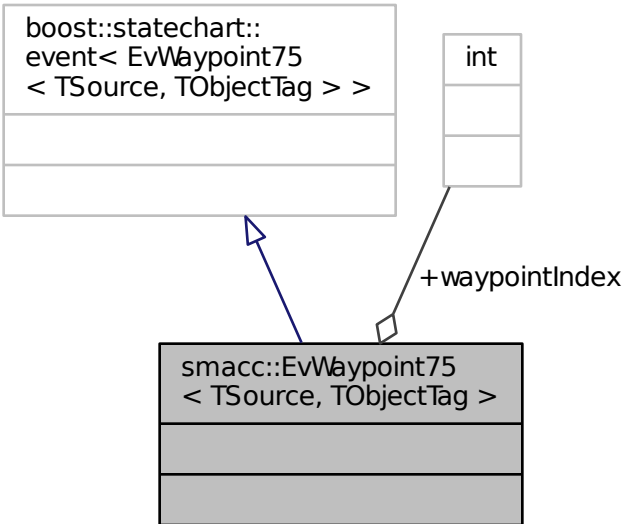 boost::statechart::
event< EvWaypoint75
< TSource, TObjectTag > >
int
+waypointIndex
smacc::EvWaypoint75
< TSource, TObjectTag >